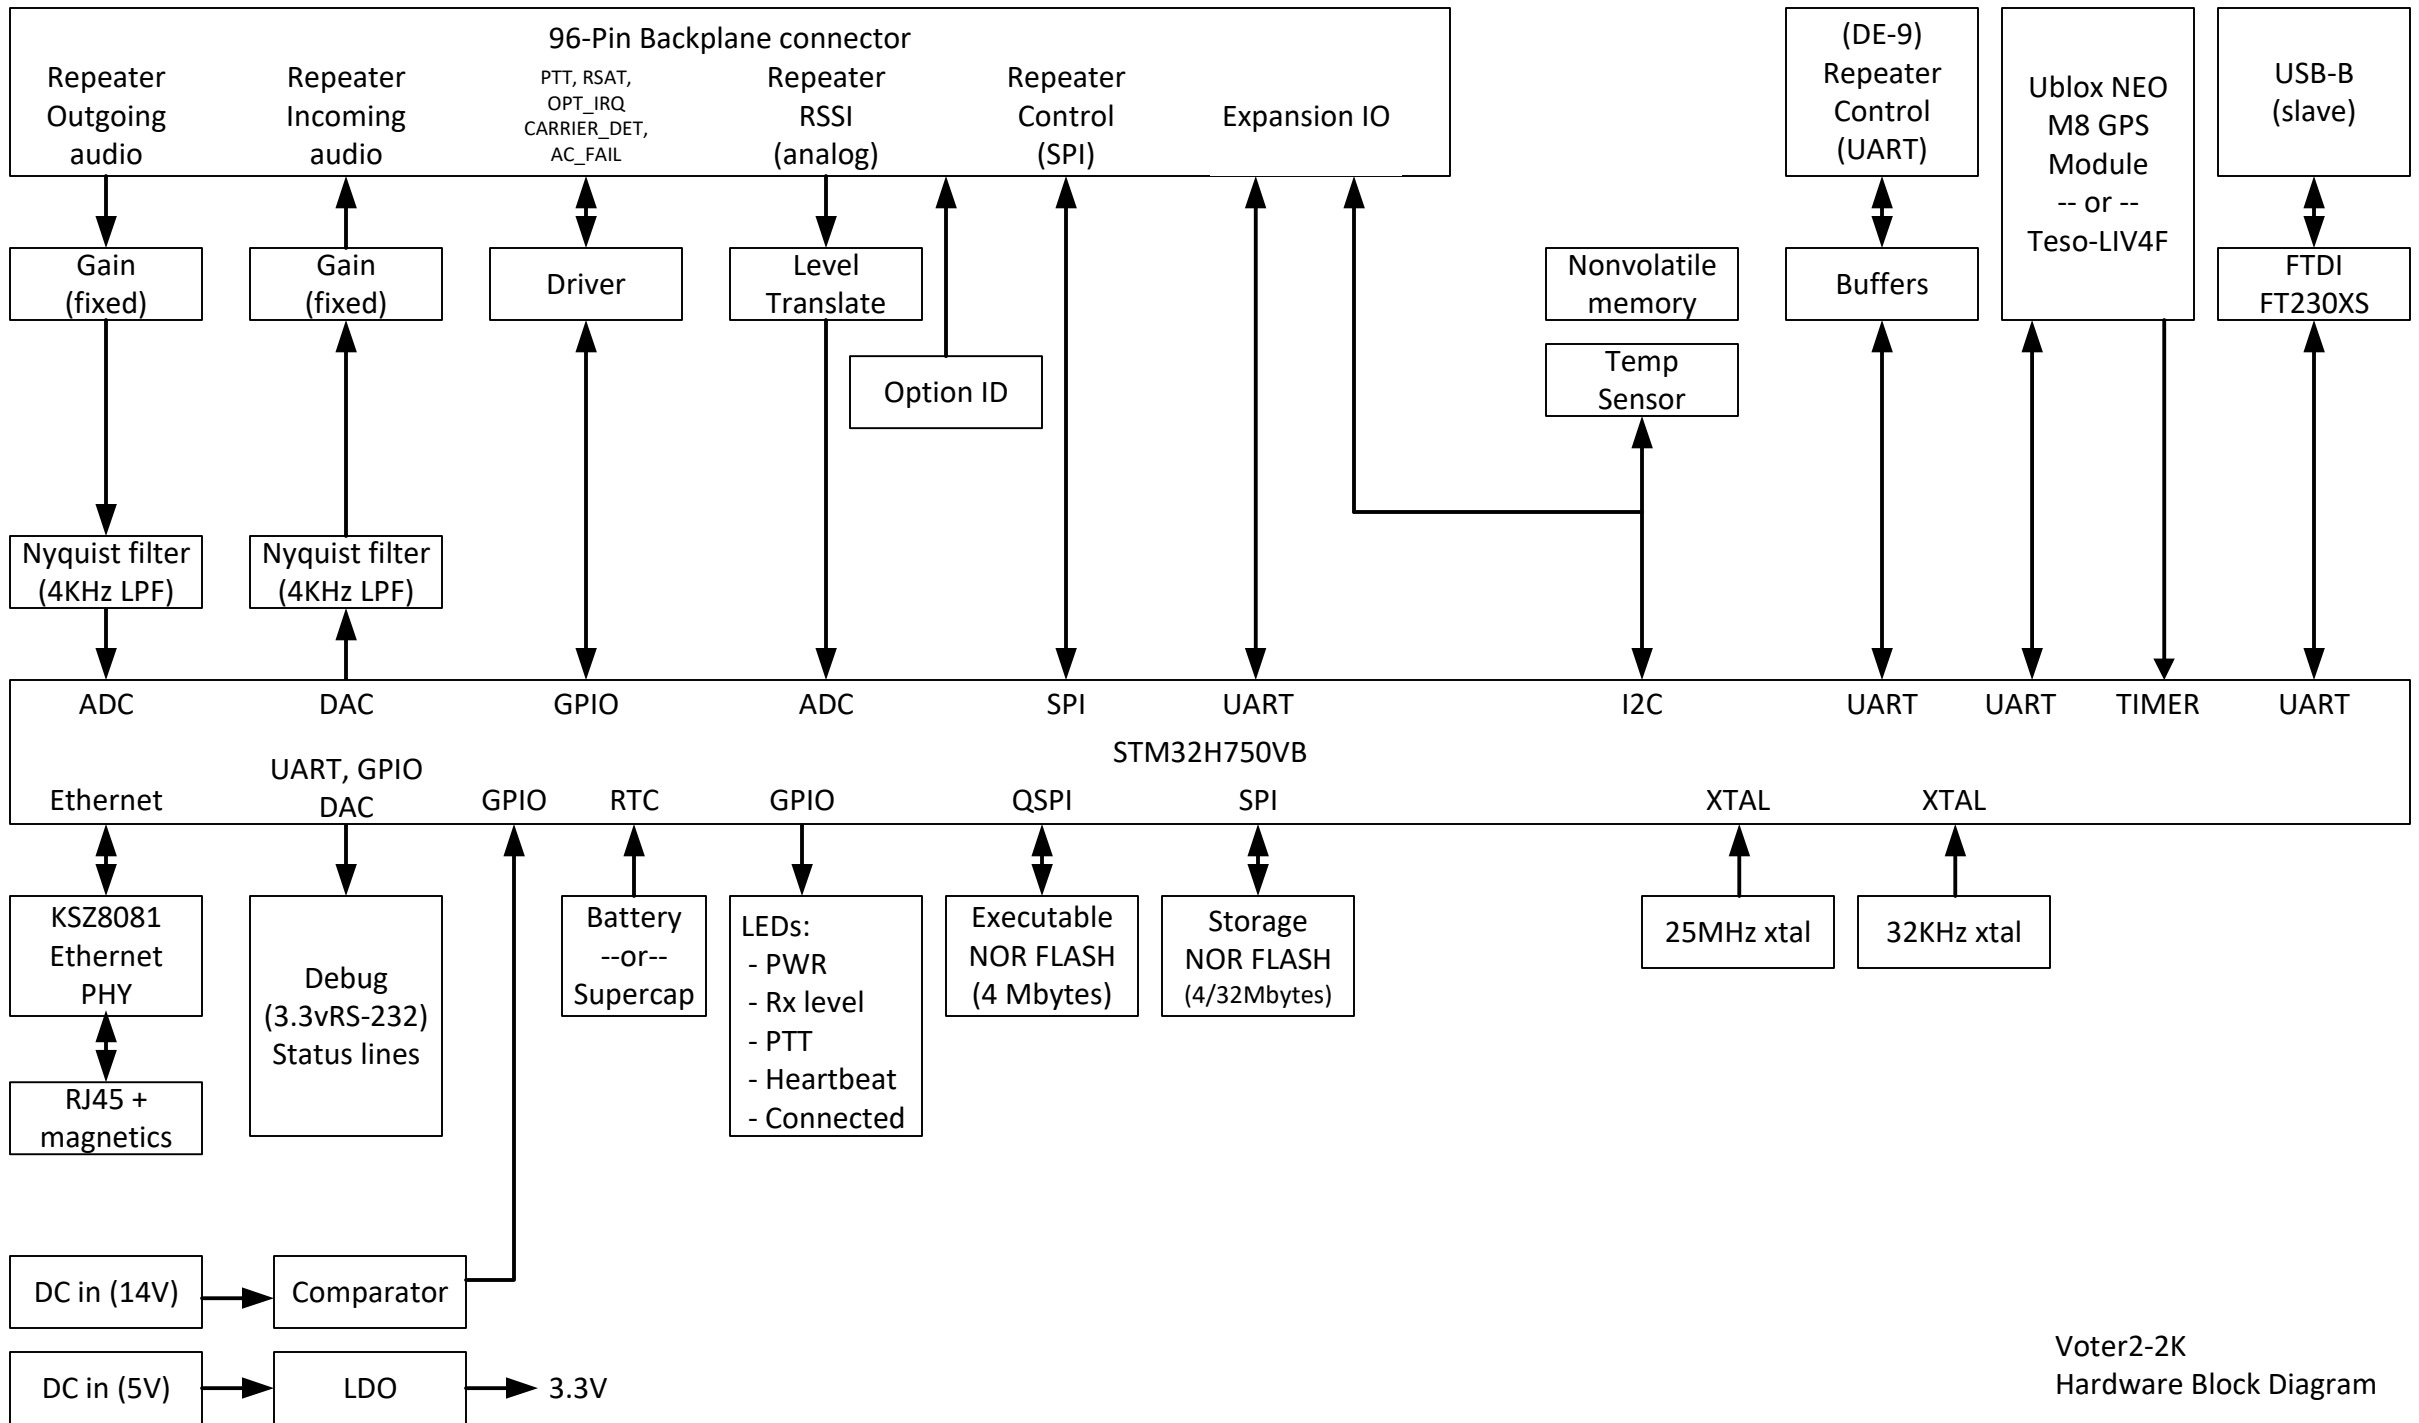 96-Pin Backplane connector
Repeater
Outgoing
audio
Repeater
Incoming
audio
PTT, RSAT,
OPT_IRQ
CARRIER_DET,
AC_FAIL
Repeater
RSSI
(analog)
Repeater
Control
(SPI)
Expansion IO
(DE-9)
Repeater
Control
(UART)
Ublox NEO
M8 GPS
Module
-- or --
Teso-LIV4F
USB-B
(slave)
Gain
(fixed)
Gain
(fixed)
Driver
Level
Translate
Option ID
Nonvolatile
memory
Temp
Sensor
Buffers
FTDI
FT230XS
Nyquist filter
(4KHz LPF)
Nyquist filter
(4KHz LPF)
ADC
DAC
GPIO
ADC
SPI
UART
I2C
UART
UART
TIMER
UART
STM32H750VB
Ethernet
UART, GPIO
DAC
GPIO
RTC
GPIO
QSPI
SPI
XTAL
XTAL
KSZ8081
Ethernet
PHY
Debug
(3.3vRS-232)
Status lines
Battery
--or--
Supercap
LEDs:
- PWR
- Rx level
- PTT
- Heartbeat
- Connected
Executable
NOR FLASH
(4 Mbytes)
Storage
NOR FLASH
(4/32Mbytes)
25MHz xtal
32KHz xtal
RJ45 +
magnetics
DC in (14V)
Comparator
DC in (5V)
LDO
3.3V
Voter2-2K
Hardware Block Diagram